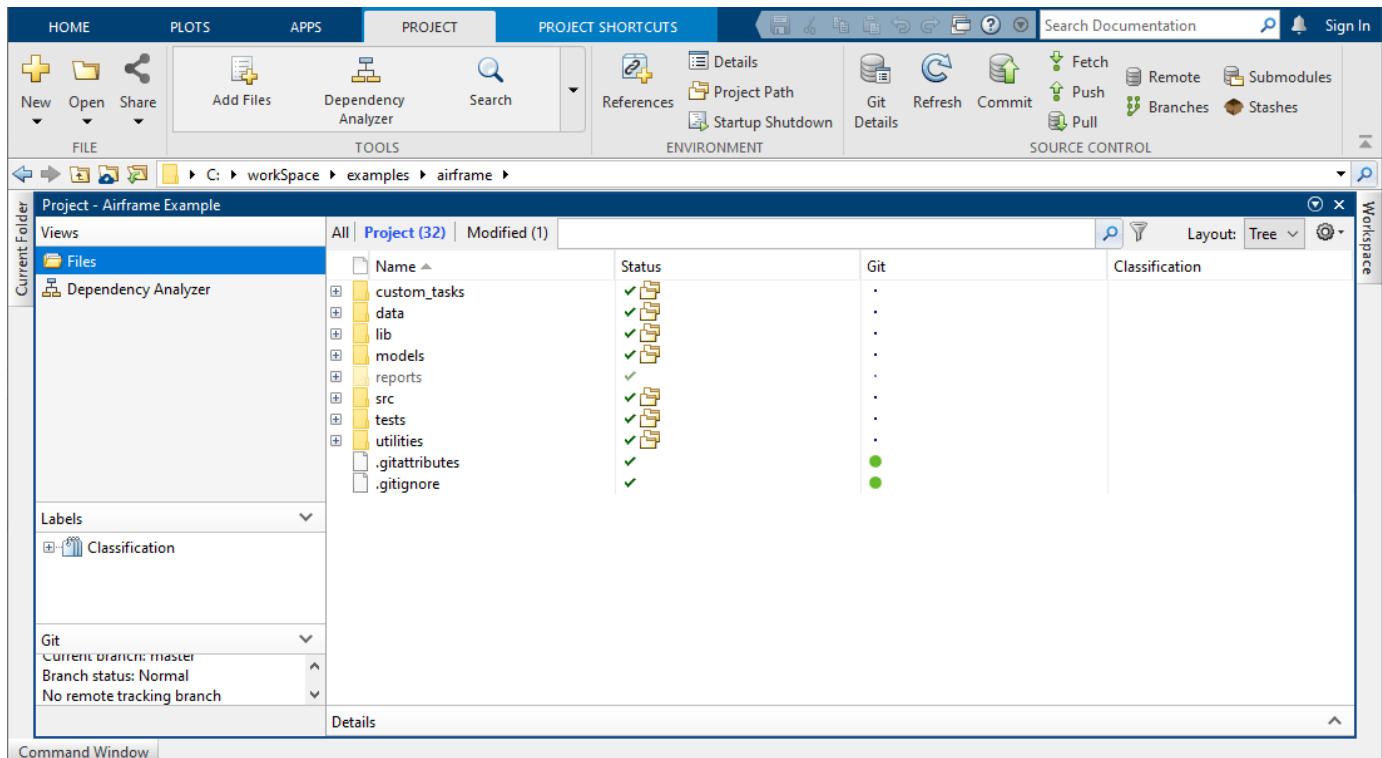 HOME PLOTS APPS PROJECT PROJECT SHORTCUTS Search Documentation Sign In
New Open Share Add Files Dependency Analyzer Search References Details Project Path Startup Shutdown Git Details Refresh Commit Fetch Push Pull Remote Branches Submodules Stashes
FILE TOOLS ENVIRONMENT SOURCE CONTROL
C: workSpace examples airframe
Current Folder
Project - Airframe Example
Workspace
Views
All Project (32) Modified (1) Layout: Tree
Files
Dependency Analyzer
Name Status Git Classification
custom_tasks
data
lib
models
reports
src
tests
utilities
.gitattributes
.gitignore
Labels
Classification
Git
Current branch: master
Branch status: Normal
No remote tracking branch
Details
Command Window